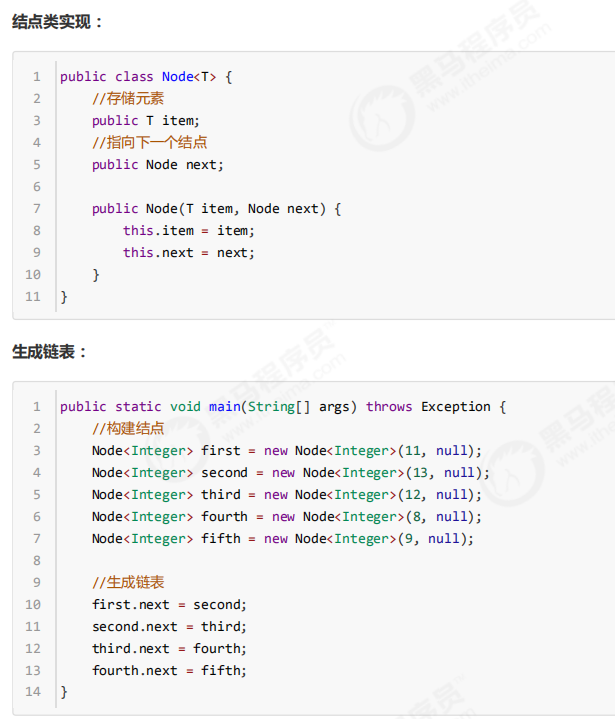 结点类实现：
1 public class Node<T> {
2 //存储元素
3 public T item;
4 //指向下一个结点
5 public Node next;
6
7 public Node(T item, Node next) {
8 this.item = item;
9 this.next = next;
10 }
11 }
生成链表：
1 public static void main(String[] args) throws Exception {
2 //构建结点
3 Node<Integer> first = new Node<Integer>(11, null);
4 Node<Integer> second = new Node<Integer>(13, null);
5 Node<Integer> third = new Node<Integer>(12, null);
6 Node<Integer> fourth = new Node<Integer>(8, null);
7 Node<Integer> fifth = new Node<Integer>(9, null);
8
9 //生成链表
10 first.next = second;
11 second.next = third;
12 third.next = fourth;
13 fourth.next = fifth;
14 }
黑马程序员
www.itheima.com